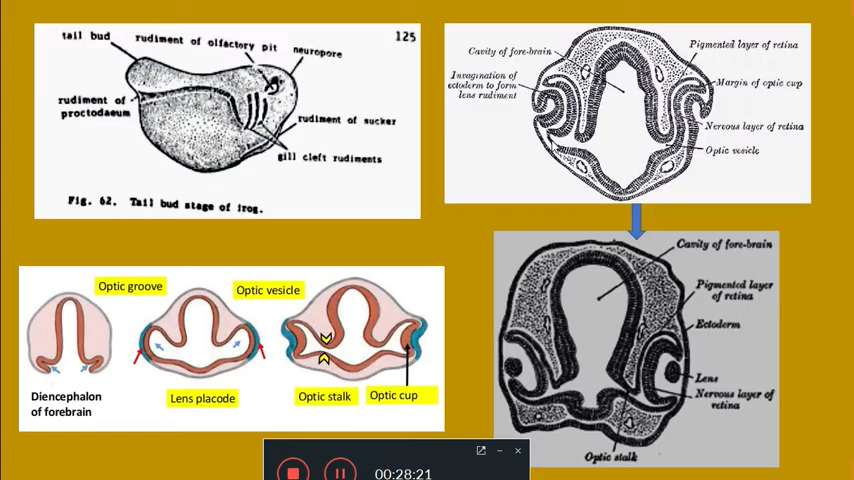 tail bud
rudiment of olfactory pit
neuropore
125
rudiment of
proctodaeum
rudiment of sucker
gill cleft rudiments
Fig. 62. Tail bud stage of frog.
Cavity of fore-brain
Pigmented layer of retina
Invagination of
ectoderm to form
lens rudiment
Margin of optic cup
Nervous layer of retina
Optic vesicle
Optic groove
Optic vesicle
Diencephalon
of forebrain
Lens placode
Optic stalk
Optic cup
Cavity of fore-brain
Pigmented layer
of retina
Ectoderm
Lens
Nervous layer of
retina
Optic stalk
00:28:21